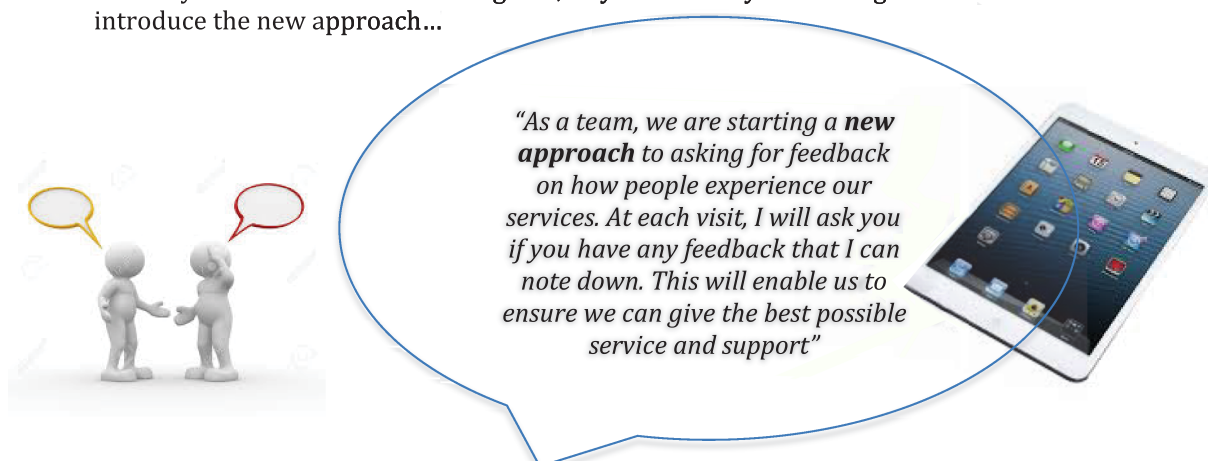 introduce the new approach...
“As a team, we are starting a new
approach to asking for feedback
on how people experience our
services. At each visit, I will ask you
if you have any feedback that I can
note down. This will enable us to
ensure we can give the best possible
service and support”